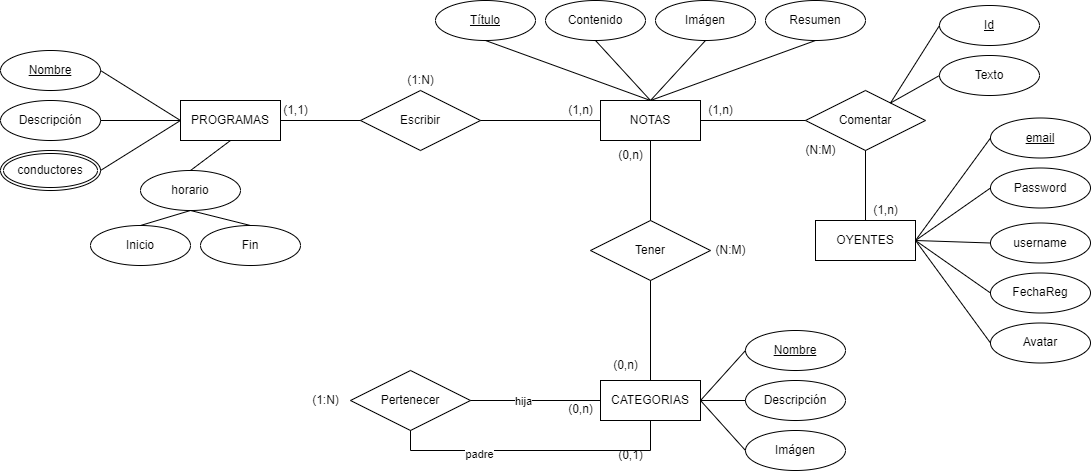 Título
Contenido
Imágen
Resumen
Id
Texto
Nombre
Descripción
conductores
PROGRAMAS
(1,1)
(1:N)
Escribir
(1,n)
NOTAS
(1,n)
Comentar
(N:M)
(0,n)
horario
Inicio
Fin
(1,n)
OYENTES
email
Password
username
FechaReg
Avatar
Tener
(N:M)
(0,n)
Nombre
Descripción
Imágen
CATEGORIAS
(1:N)
Pertenecer
hija
(0,n)
padre
(0,1)